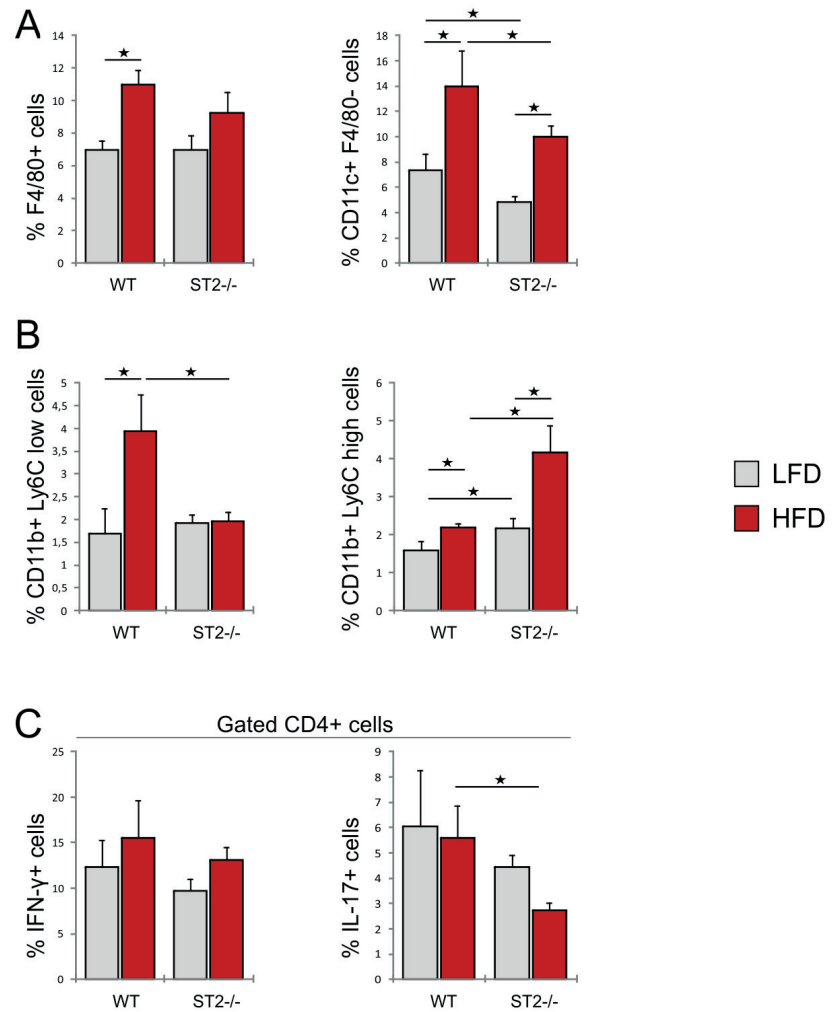 A
% F4/80+ cells
14
12
10
8
6
4
2
0
WT
ST2-/-
% CD11c+ F4/80- cells
18
16
14
12
10
8
6
4
2
0
WT
ST2-/-
B
% CD11b+ Ly6C low cells
5
4,5
4
3,5
3
2,5
2
1,5
1
0,5
0
WT
ST2-/-
% CD11b+ Ly6C high cells
6
5
4
3
2
1
0
WT
ST2-/-
LFD
HFD
C
Gated CD4+ cells
% IFN-γ+ cells
25
20
15
10
5
0
WT
ST2-/-
% IL-17+ cells
9
8
7
6
5
4
3
2
1
0
WT
ST2-/-